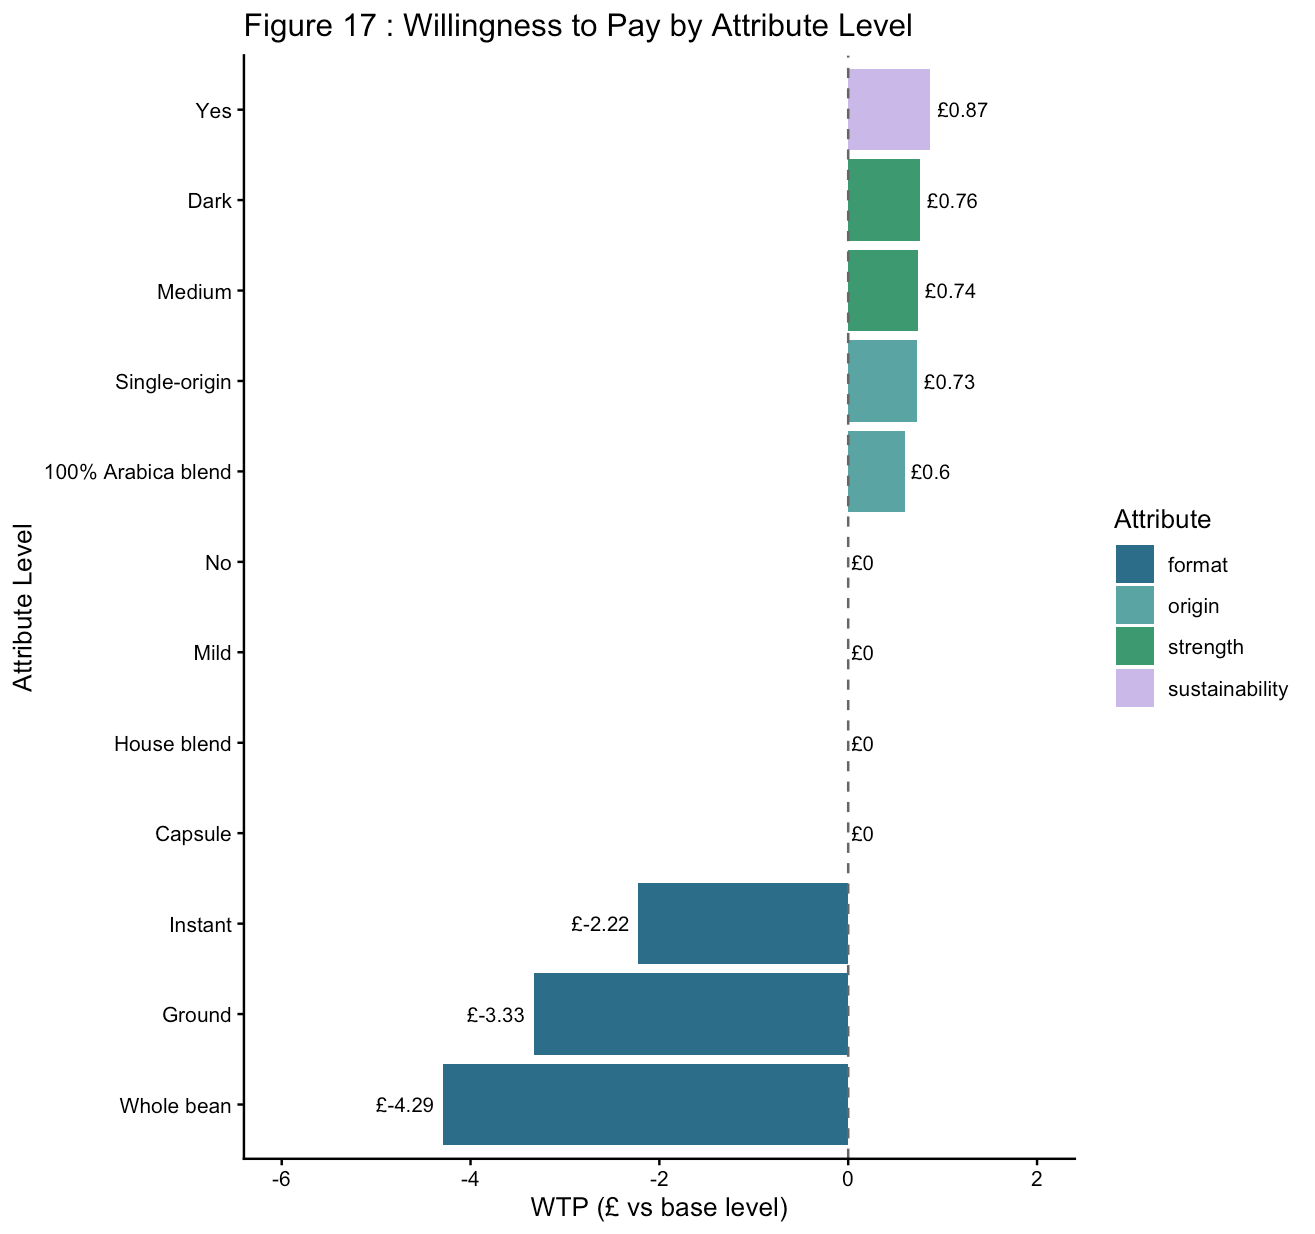 Figure 17 : Willingness to Pay by Attribute Level
Attribute Level
Yes
£0.87
Dark
£0.76
Medium
£0.74
Single-origin
£0.73
100% Arabica blend
£0.6
No
£0
Mild
£0
House blend
£0
Capsule
£0
Instant
£-2.22
Ground
£-3.33
Whole bean
£-4.29
-6
-4
-2
0
2
WTP (£ vs base level)
Attribute
format
origin
strength
sustainability